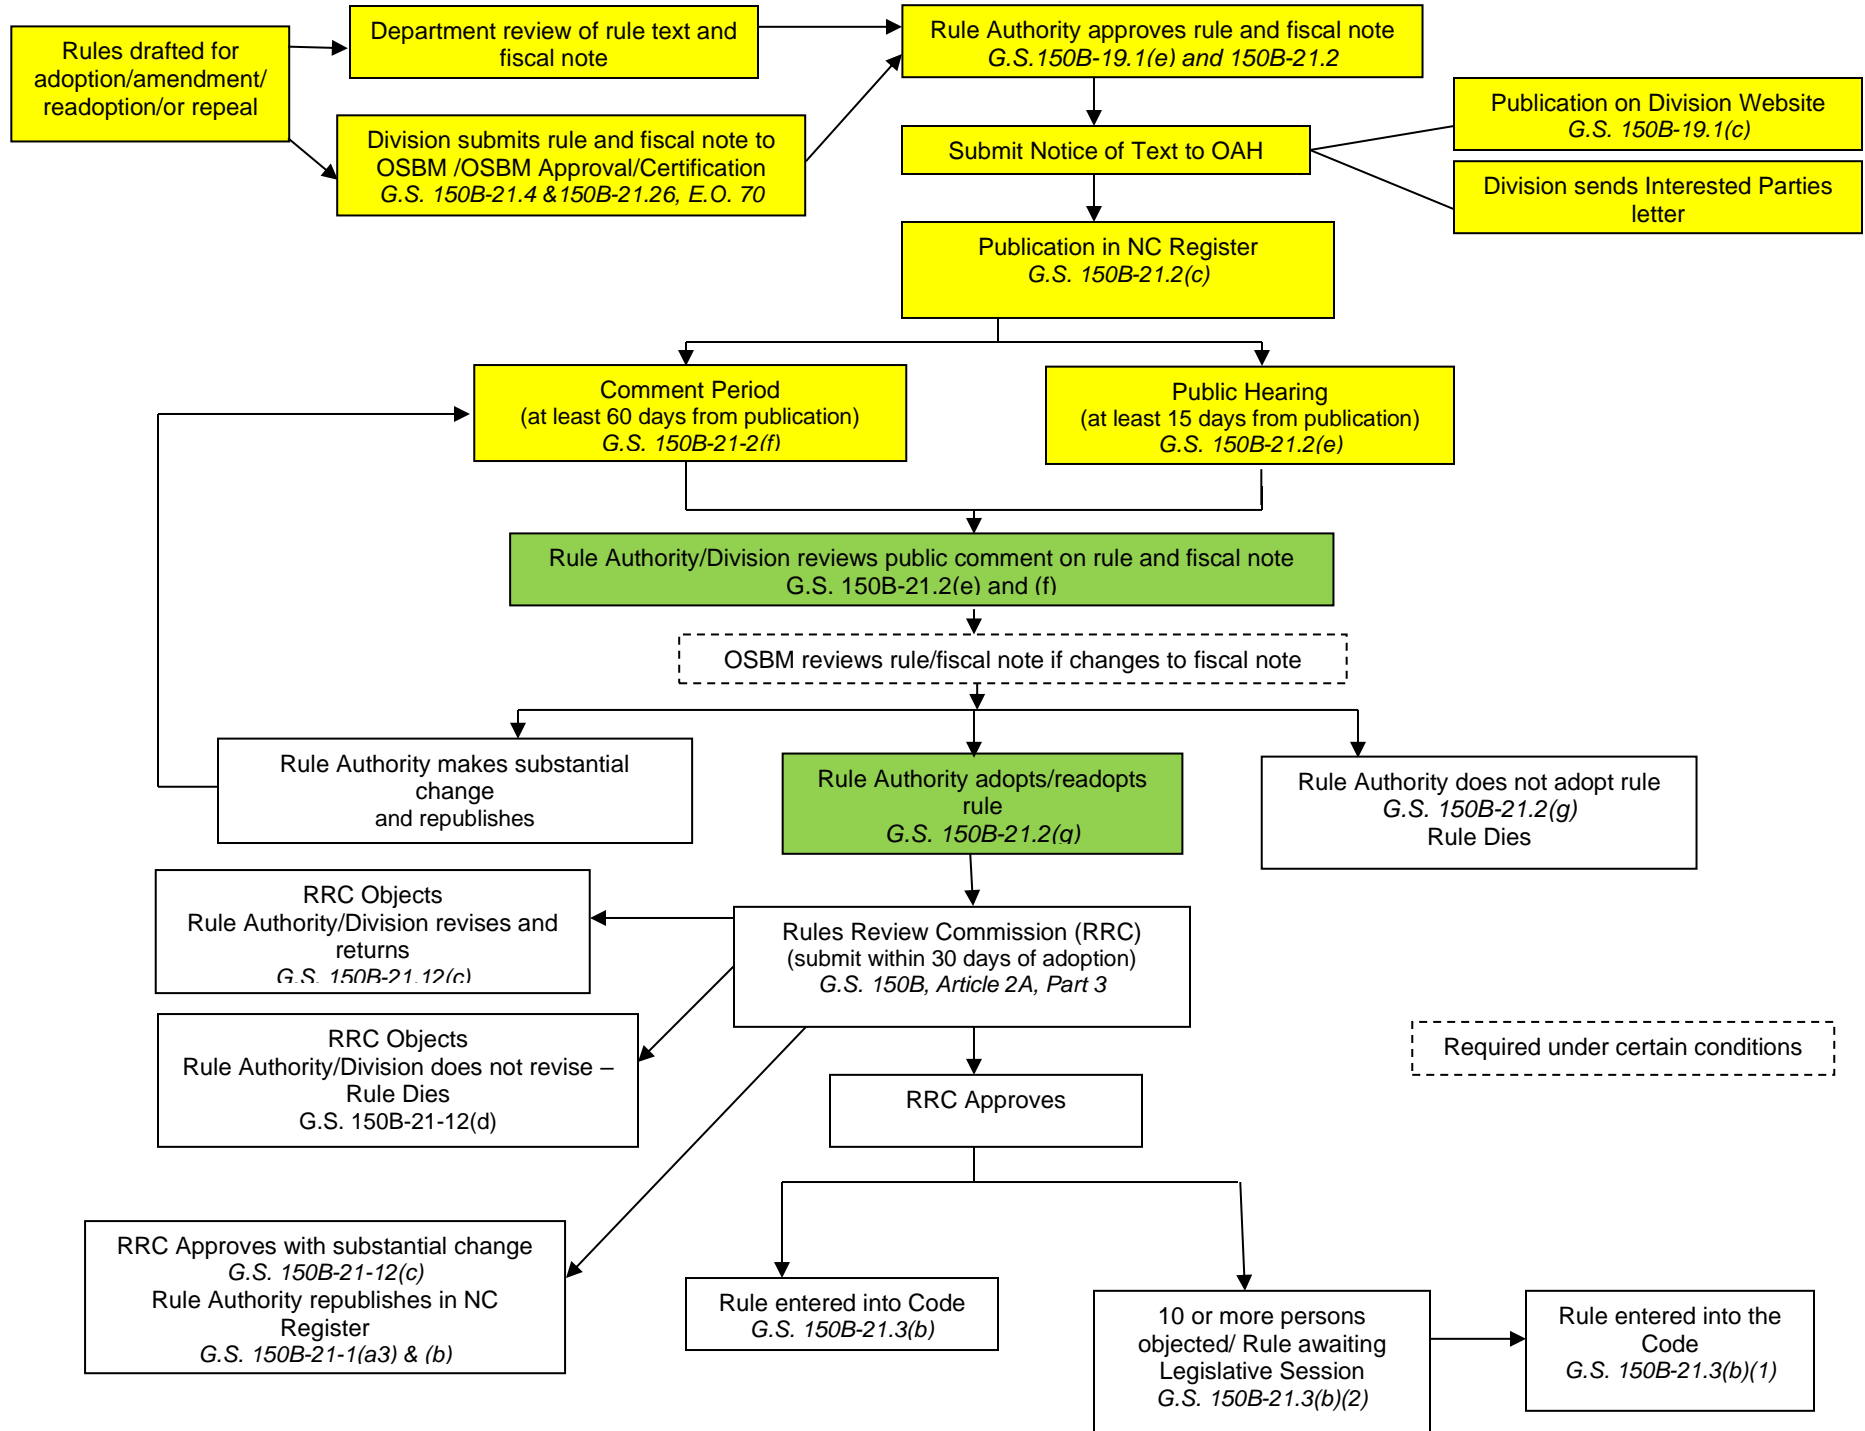 Rules drafted for
adoption/amendment/
readoption/or repeal
Department review of rule text and
fiscal note
Rule Authority approves rule and fiscal note
G.S.150B-19.1(e) and 150B-21.2
Division submits rule and fiscal note to
OSBM /OSBM Approval/Certification
G.S. 150B-21.4 &150B-21.26, E.O. 70
Submit Notice of Text to OAH
Publication on Division Website
G.S. 150B-19.1(c)
Division sends Interested Parties
letter
Publication in NC Register
G.S. 150B-21.2(c)
Comment Period
(at least 60 days from publication)
G.S. 150B-21-2(f)
Public Hearing
(at least 15 days from publication)
G.S. 150B-21.2(e)
Rule Authority/Division reviews public comment on rule and fiscal note
G.S. 150B-21.2(e) and (f)
OSBM reviews rule/fiscal note if changes to fiscal note
Rule Authority makes substantial
change
and republishes
Rule Authority adopts/readopts
rule
G.S. 150B-21.2(g)
Rule Authority does not adopt rule
G.S. 150B-21.2(g)
Rule Dies
RRC Objects
Rule Authority/Division revises and
returns
G.S. 150B-21.12(c)
Rules Review Commission (RRC)
(submit within 30 days of adoption)
G.S. 150B, Article 2A, Part 3
RRC Objects
Rule Authority/Division does not revise –
Rule Dies
G.S. 150B-21-12(d)
Required under certain conditions
RRC Approves
RRC Approves with substantial change
G.S. 150B-21-12(c)
Rule Authority republishes in NC
Register
G.S. 150B-21-1(a3) & (b)
Rule entered into Code
G.S. 150B-21.3(b)
10 or more persons
objected/ Rule awaiting
Legislative Session
G.S. 150B-21.3(b)(2)
Rule entered into the
Code
G.S. 150B-21.3(b)(1)